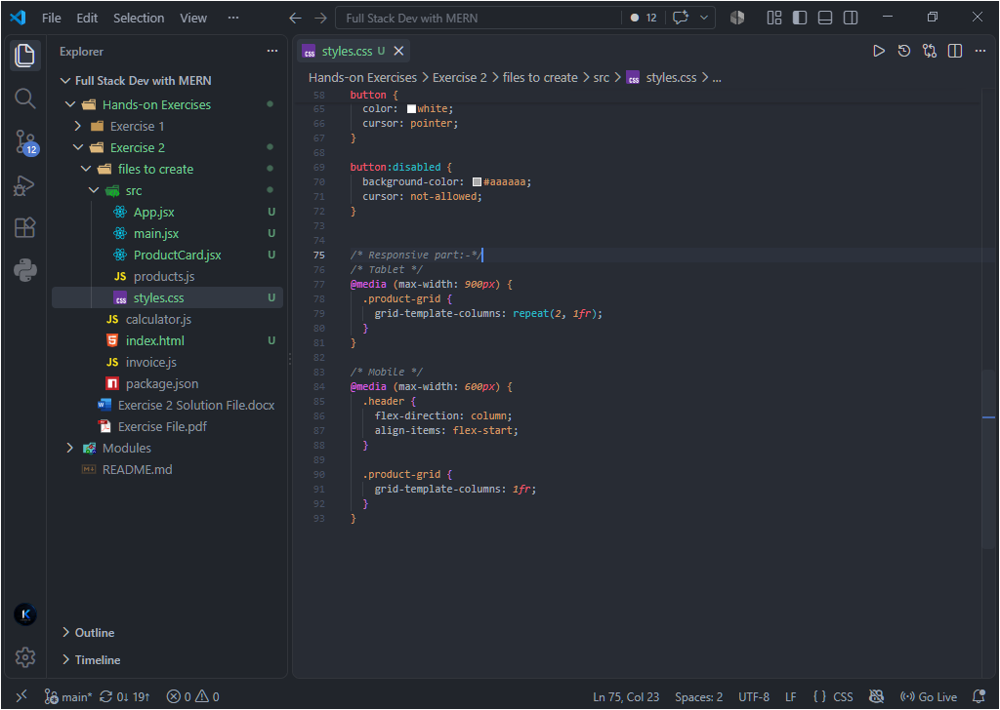 File Edit Selection View ··· Full Stack Dev with MERN 12
Explorer ···
Full Stack Dev with MERN
Hands-on Exercises
Exercise 1
Exercise 2
files to create
src
App.jsx U
main.jsx U
ProductCard.jsx U
JS products.js
css styles.css U
JS calculator.js
index.html U
JS invoice.js
package.json
Exercise 2 Solution File.docx
Exercise File.pdf
Modules
README.md
Outline
Timeline
12
css styles.css U
Hands-on Exercises > Exercise 2 > files to create > src > css styles.css > ...
58 button {
65 color: white;
66 cursor: pointer;
67 }
68
69 button:disabled {
70 background-color: #aaaaaa;
71 cursor: not-allowed;
72 }
73
74
75 /* Responsive part:-*/
76 /* Tablet */
77 @media (max-width: 900px) {
78 .product-grid {
79 grid-template-columns: repeat(2, 1fr);
80 }
81 }
82
83 /* Mobile */
84 @media (max-width: 600px) {
85 .header {
86 flex-direction: column;
87 align-items: flex-start;
88 }
89
90 .product-grid {
91 grid-template-columns: 1fr;
92 }
93 }
main* 0↓ 19↑ 0 0 Ln 75, Col 23 Spaces: 2 UTF-8 LF { } CSS Go Live